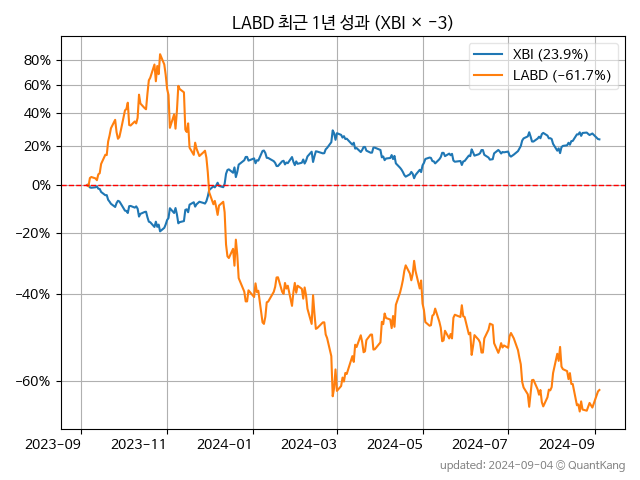 LABD 최근 1년 성과 (XBI × −3)
XBI (23.9%)
LABD (−61.7%)
80%
60%
40%
20%
0%
−20%
−40%
−60%
2023−09 2023−11 2024−01 2024−03 2024−05 2024−07 2024−09
updated: 2024−09−04 © QuantKang